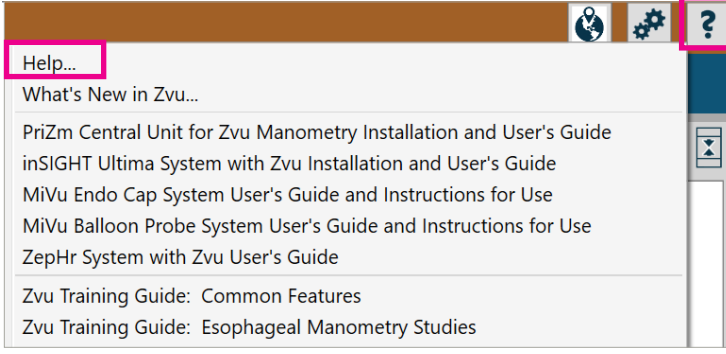 ?
Help...
What's New in Zvu...
PriZm Central Unit for Zvu Manometry Installation and User's Guide
inSIGHT Ultima System with Zvu Installation and User's Guide
MiVu Endo Cap System User's Guide and Instructions for Use
MiVu Balloon Probe System User's Guide and Instructions for Use
ZepHr System with Zvu User's Guide
Zvu Training Guide:  Common Features
Zvu Training Guide:  Esophageal Manometry Studies